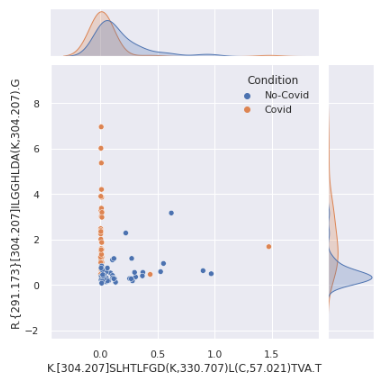 Condition
No-Covid
Covid
8
6
4
2
0
−2
0.0 0.5 1.0 1.5
R.{291.173}[304.207]ILGGHLDA(K,304.207).G
K.[304.207]SLHTLFGD(K,330.707)L(C,57.021)TVA.T